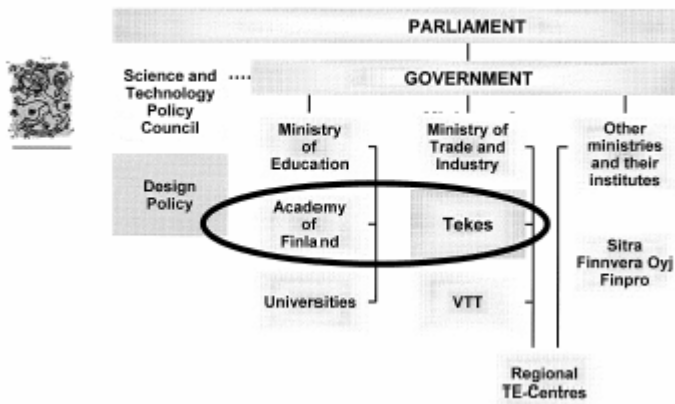 PARLIAMENT
GOVERNMENT
Science and
Technology
Policy
Council
Design
Policy
Ministry
of
Education
Academy
of
Finland
Universities
Ministry of
Trade and
Industry
Tekes
VTT
Other
ministries
and their
institutes
Sitra
Finnvera Oyj
Finpro
Regional
TE-Centres